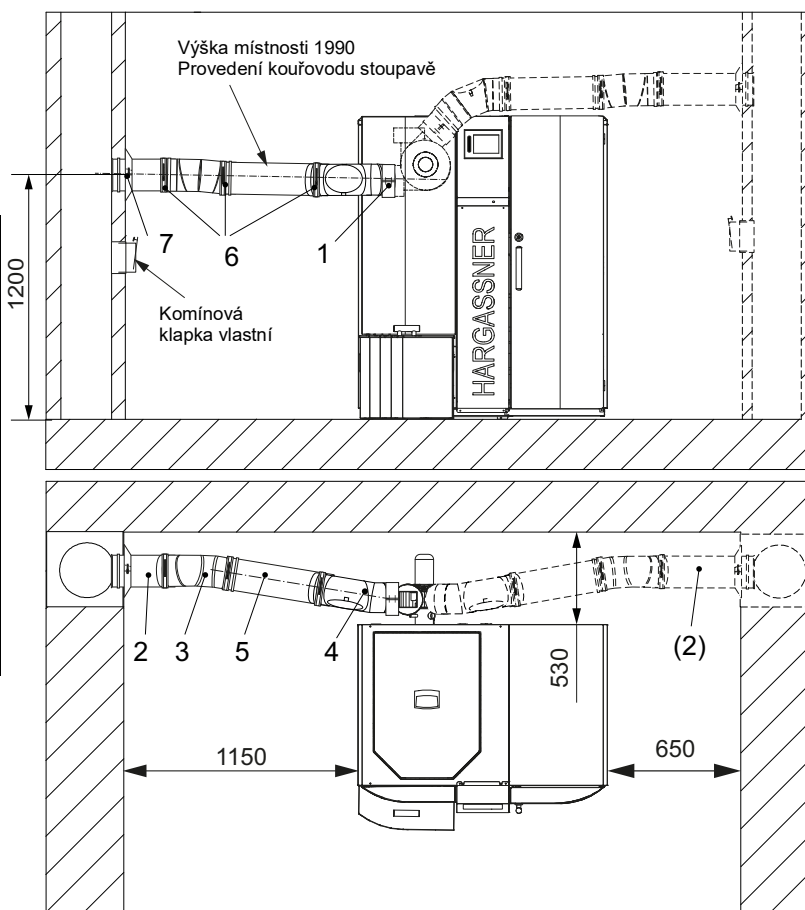 Výška místnosti 1990
Provedení kouřovodu stoupavě
7
6
1
1200
Komínová
klapka vlastní
HARGASSNER
2
3
5
4
(2)
530
1150
650